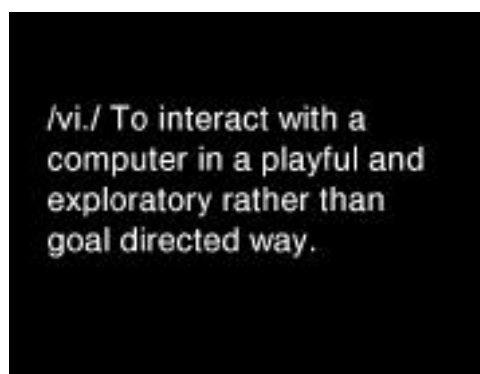 /vi./ To interact with a
computer in a playful and
exploratory rather than
goal directed way.